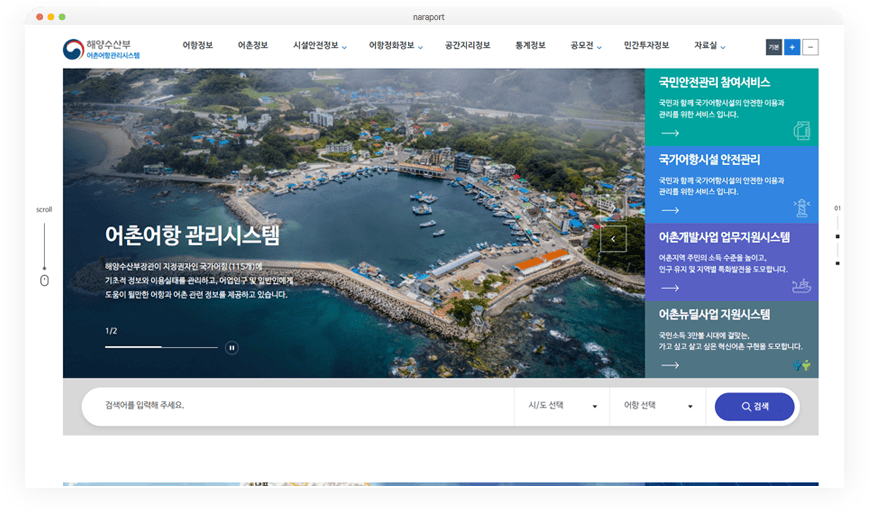 naraport
해양수산부
어촌어항관리시스템
어항정보 어촌정보 시설안전정보 어항정화정보 공간지리정보 통계정보 공모전 민간투자정보 자료실
기본 + −
국민안전관리 참여서비스
국민과 함께 국가어항시설의 안전한 이용과
관리를 위한 서비스 입니다.
국가어항시설 안전관리
국민과 함께 국가어항시설의 안전한 이용과
관리를 위한 서비스 입니다.
scroll
01
어촌어항 관리시스템
해양수산부장관이 지정권자인 국가어항(115개)에
기초적 정보와 이용실태를 관리하고, 어업인구 및 일반인에게
도움이 될만한 어항과 어촌 관련 정보를 제공하고 있습니다.
1/2
어촌개발사업 업무지원시스템
어촌지역 주민의 소득 수준을 높이고,
인구 유지 및 지역별 특화발전을 도모합니다.
어촌뉴딜사업 지원시스템
국민소득 3만불 시대에 걸맞는,
가고 싶고 살고 싶은 혁신어촌 구현을 도모합니다.
검색어를 입력해 주세요. 시/도 선택 어항 선택 검색